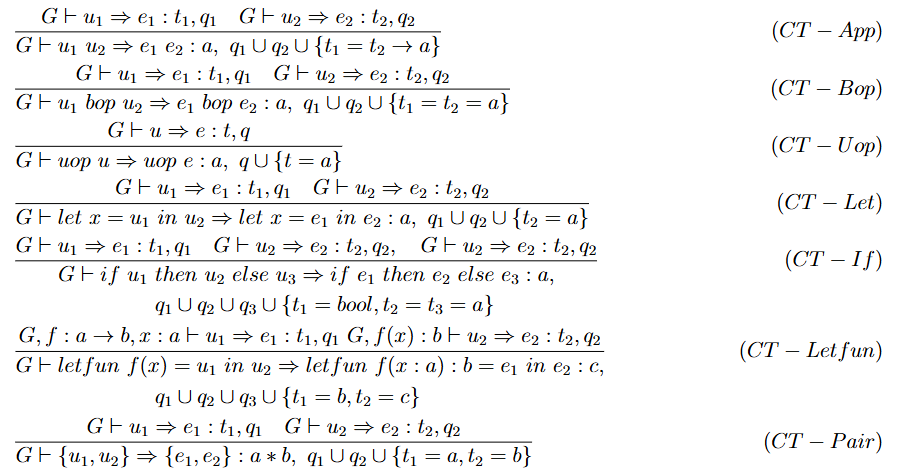 G ⊢ u₁ ⇒ e₁ : t₁, q₁ G ⊢ u₂ ⇒ e₂ : t₂, q₂
G ⊢ u₁ u₂ ⇒ e₁ e₂ : a, q₁ ∪ q₂ ∪ {t₁ = t₂ → a} (CT − App)
G ⊢ u₁ ⇒ e₁ : t₁, q₁ G ⊢ u₂ ⇒ e₂ : t₂, q₂
G ⊢ u₁ bop u₂ ⇒ e₁ bop e₂ : a, q₁ ∪ q₂ ∪ {t₁ = t₂ = a} (CT − Bop)
G ⊢ u ⇒ e : t, q
G ⊢ uop u ⇒ uop e : a, q ∪ {t = a} (CT − Uop)
G ⊢ u₁ ⇒ e₁ : t₁, q₁ G ⊢ u₂ ⇒ e₂ : t₂, q₂
G ⊢ let x = u₁ in u₂ ⇒ let x = e₁ in e₂ : a, q₁ ∪ q₂ ∪ {t₂ = a} (CT − Let)
G ⊢ u₁ ⇒ e₁ : t₁, q₁ G ⊢ u₂ ⇒ e₂ : t₂, q₂, G ⊢ u₂ ⇒ e₂ : t₂, q₂
G ⊢ if u₁ then u₂ else u₃ ⇒ if e₁ then e₂ else e₃ : a, (CT − If)
q₁ ∪ q₂ ∪ q₃ ∪ {t₁ = bool, t₂ = t₃ = a}
G, f : a → b, x : a ⊢ u₁ ⇒ e₁ : t₁, q₁ G, f(x) : b ⊢ u₂ ⇒ e₂ : t₂, q₂
G ⊢ letfun f(x) = u₁ in u₂ ⇒ letfun f(x : a) : b = e₁ in e₂ : c, (CT − Letfun)
q₁ ∪ q₂ ∪ q₃ ∪ {t₁ = b, t₂ = c}
G ⊢ u₁ ⇒ e₁ : t₁, q₁ G ⊢ u₂ ⇒ e₂ : t₂, q₂
G ⊢ {u₁, u₂} ⇒ {e₁, e₂} : a ∗ b, q₁ ∪ q₂ ∪ {t₁ = a, t₂ = b} (CT − Pair)